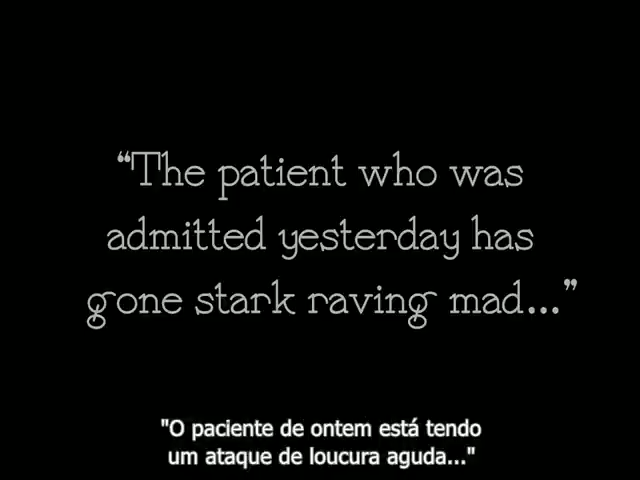 “The patient who was
admitted yesterday has
gone stark raving mad...”
"O paciente de ontem está tendo
um ataque de loucura aguda..."